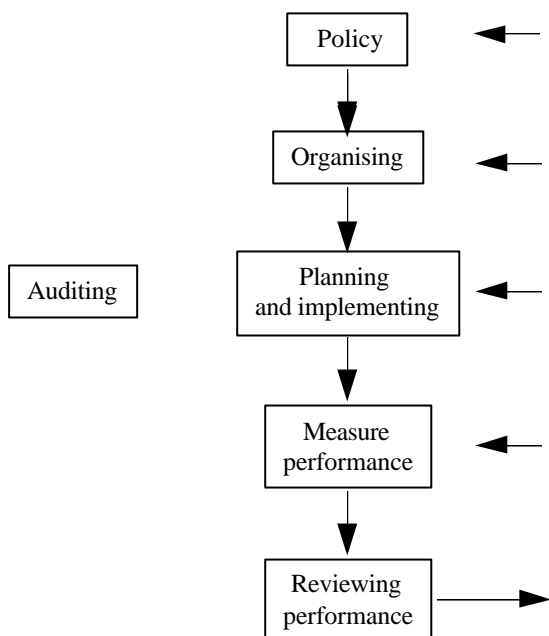 Policy
Organising
Auditing
Planning
and implementing
Measure
performance
Reviewing
performance